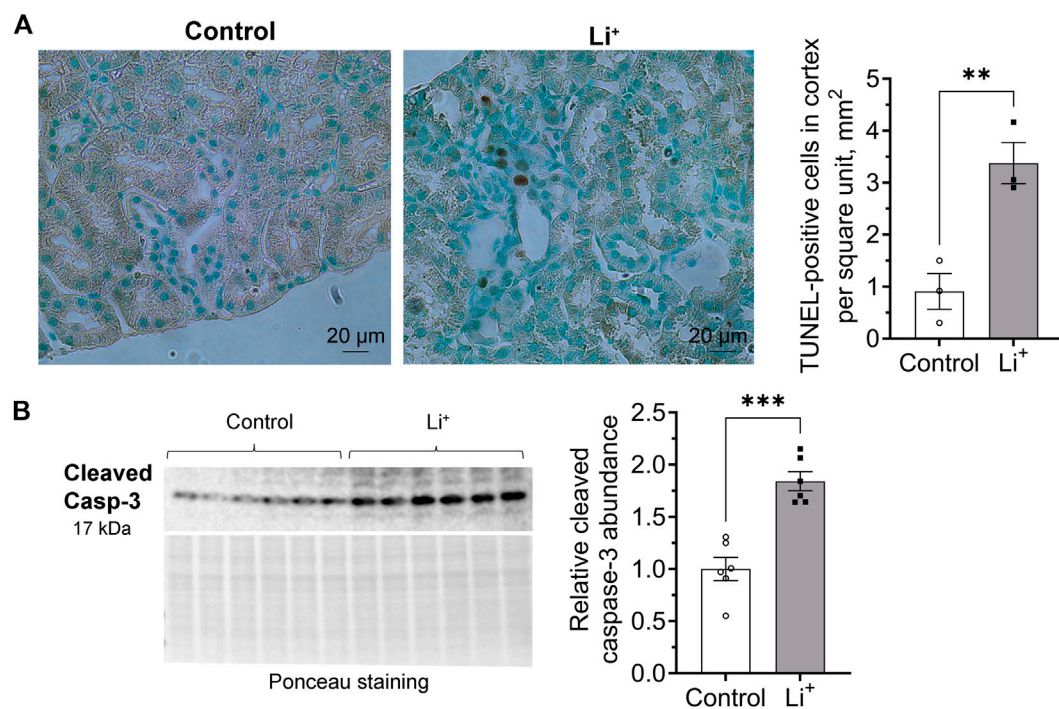 A
Control
Li⁺
20 µm
20 µm
TUNEL-positive cells in cortex
per square unit, mm²
5
4
3
2
1
0
**
Control
Li⁺
B
Control
Li⁺
Cleaved
Casp-3
17 kDa
Ponceau staining
Relative cleaved
caspase-3 abundance
2.5
2.0
1.5
1.0
0.5
0.0
***
Control
Li⁺